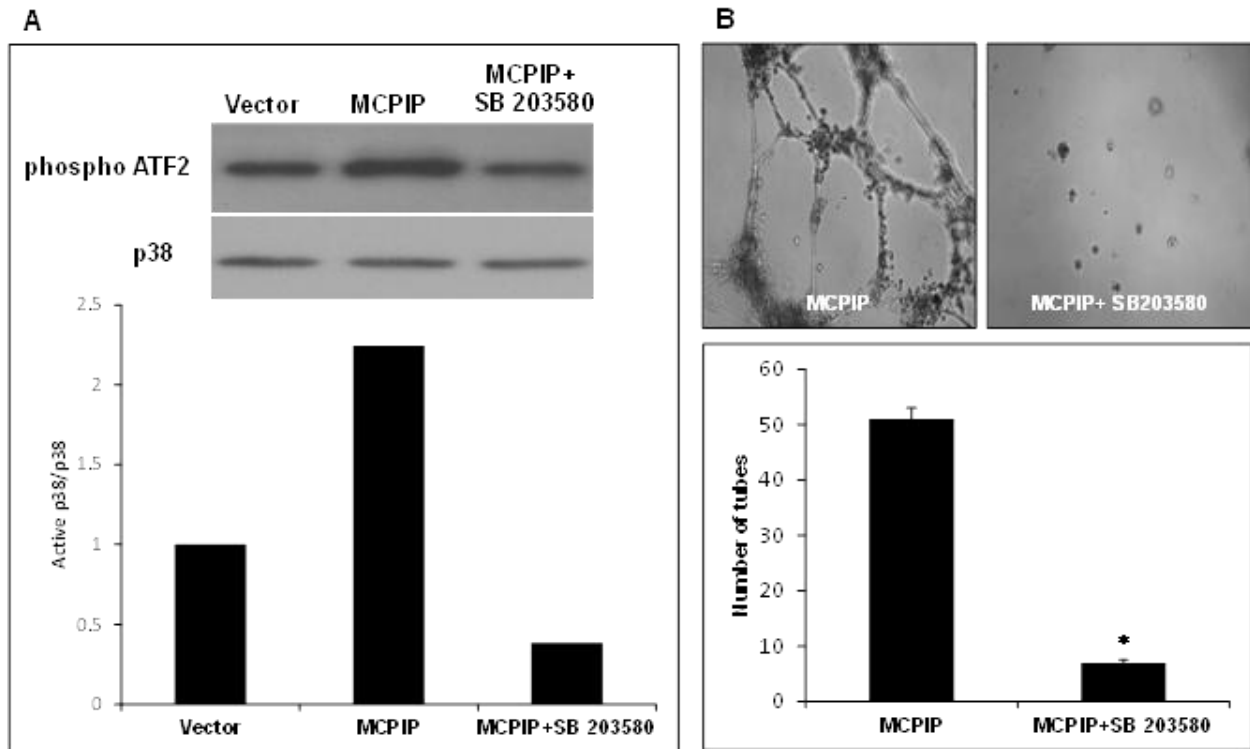 A
Vector
MCPIP
MCPIP+
SB 203580
phospho ATF2
p38
2.5
2
1.5
1
0.5
0
Active p38/p38
Vector
MCPIP
MCPIP+SB 203580
B
MCPIP
MCPIP+ SB203580
60
50
40
30
20
10
0
Number of tubes
*
MCPIP
MCPIP+SB 203580